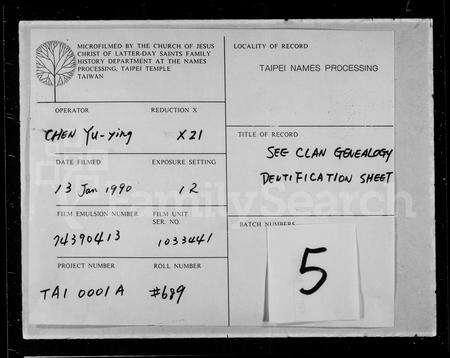 MICROFILMED BY THE CHURCH OF JESUS
CHRIST OF LATTER-DAY SAINTS FAMILY
HISTORY DEPARTMENT AT THE NAMES
PROCESSING, TAIPEI TEMPLE
TAIWAN
OPERATOR REDUCTION X
CHEN Yu-ying X21
DATE FILMED EXPOSURE SETTING
13 Jan 1990 12
FILM EMULSION NUMBER FILM UNIT
SER. NO.
74390413 1033441
PROJECT NUMBER ROLL NUMBER
TAI 0001A #689
LOCALITY OF RECORD
TAIPEI NAMES PROCESSING
TITLE OF RECORD
SEE CLAN GENEALOGY
DEUTIFICATION SHEET
BATCH NUMBERS
5
FamilySearch